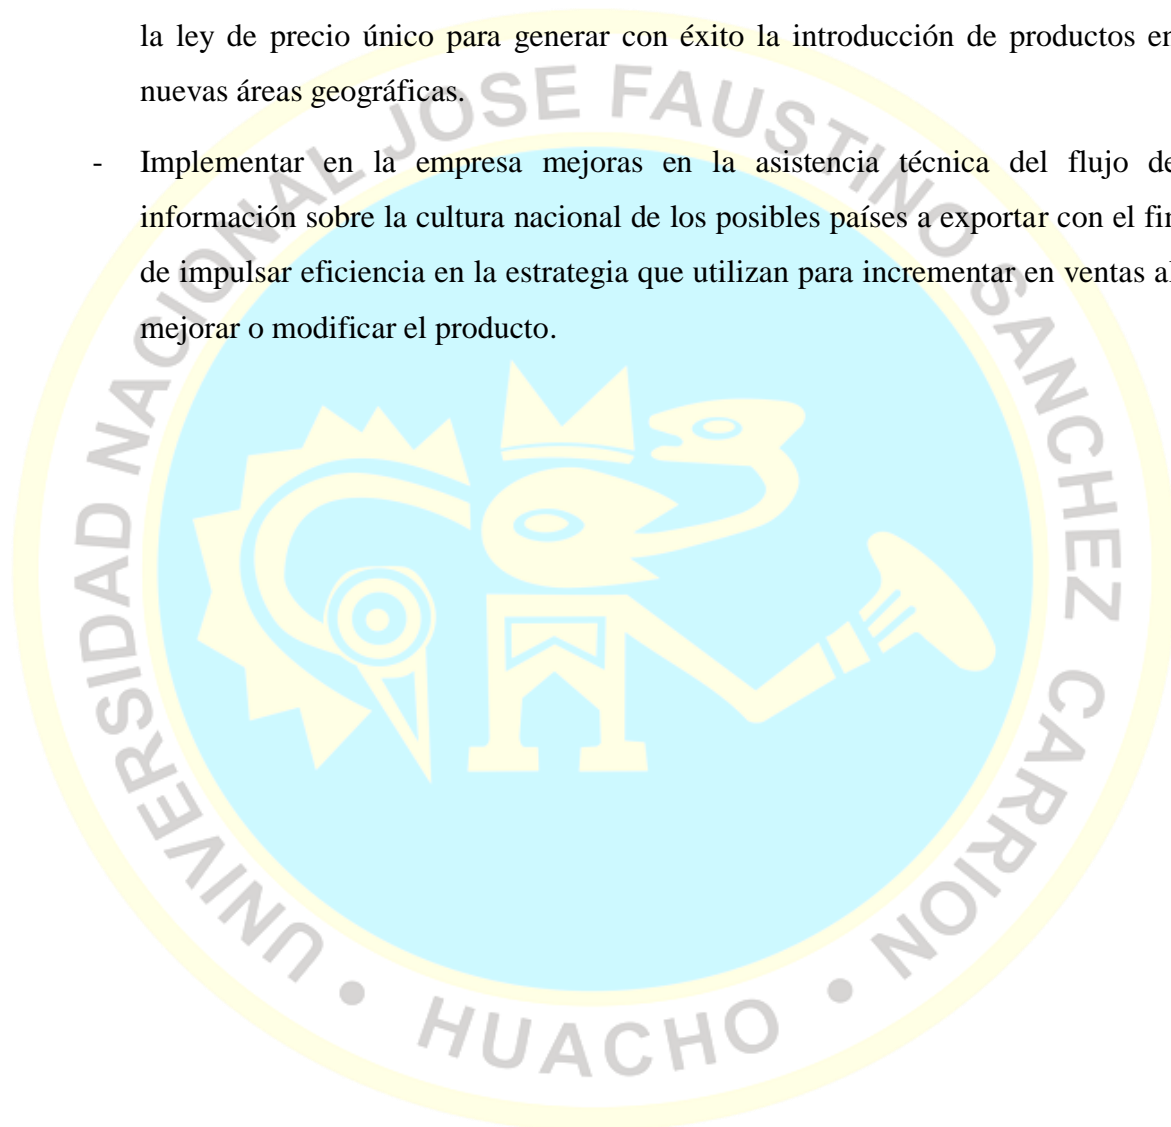 la ley de precio único para generar con éxito la introducción de productos en
nuevas áreas geográficas.
- Implementar en la empresa mejoras en la asistencia técnica del flujo de
información sobre la cultura nacional de los posibles países a exportar con el fin
de impulsar eficiencia en la estrategia que utilizan para incrementar en ventas al
mejorar o modificar el producto.
UNIVERSIDAD NACIONAL JOSE FAUSTINO SANCHEZ CARRION
• HUACHO •